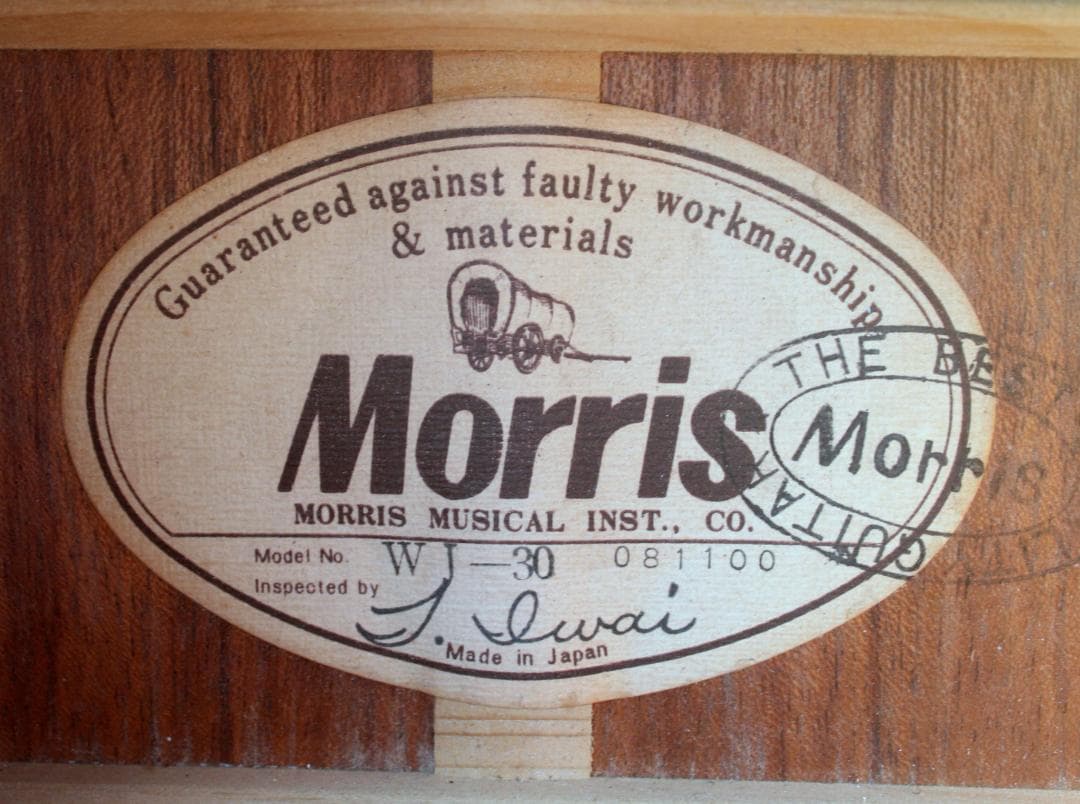 Guaranteed against faulty workmanship
& materials
Morris
MORRIS MUSICAL INST., CO.
Model No. WJ-30 081100
Inspected by T. Iwai
Made in Japan
THE BEST
Morris
GUITAR